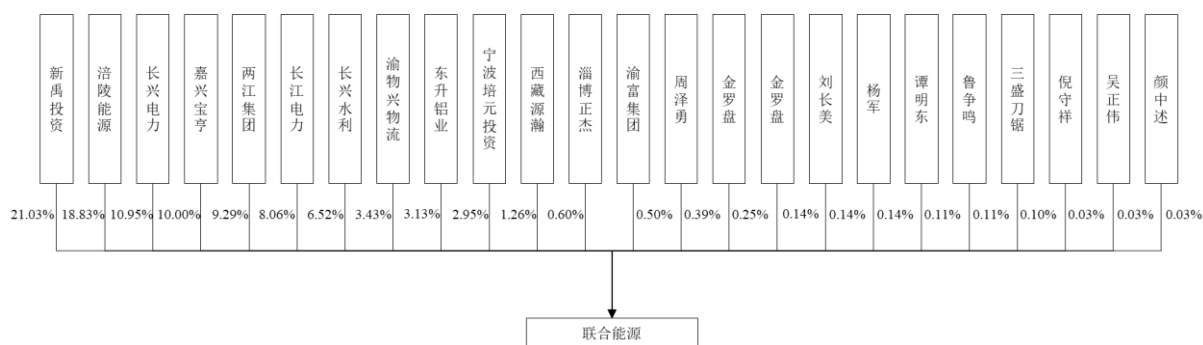 新禹投资
涪陵能源
长兴电力
嘉兴宝亨
两江集团
长江电力
长兴水利
渝物兴物流
东升铝业
宁波培元投资
西藏源瀚
淄博正杰
渝富集团
周泽勇
金罗盘
金罗盘
刘长美
杨军
谭明东
鲁争鸣
三盛刀锯
倪守祥
吴正伟
颜中述
21.03%
18.83%
10.95%
10.00%
9.29%
8.06%
6.52%
3.43%
3.13%
2.95%
1.26%
0.60%
0.50%
0.39%
0.25%
0.14%
0.14%
0.14%
0.11%
0.11%
0.10%
0.03%
0.03%
0.03%
联合能源